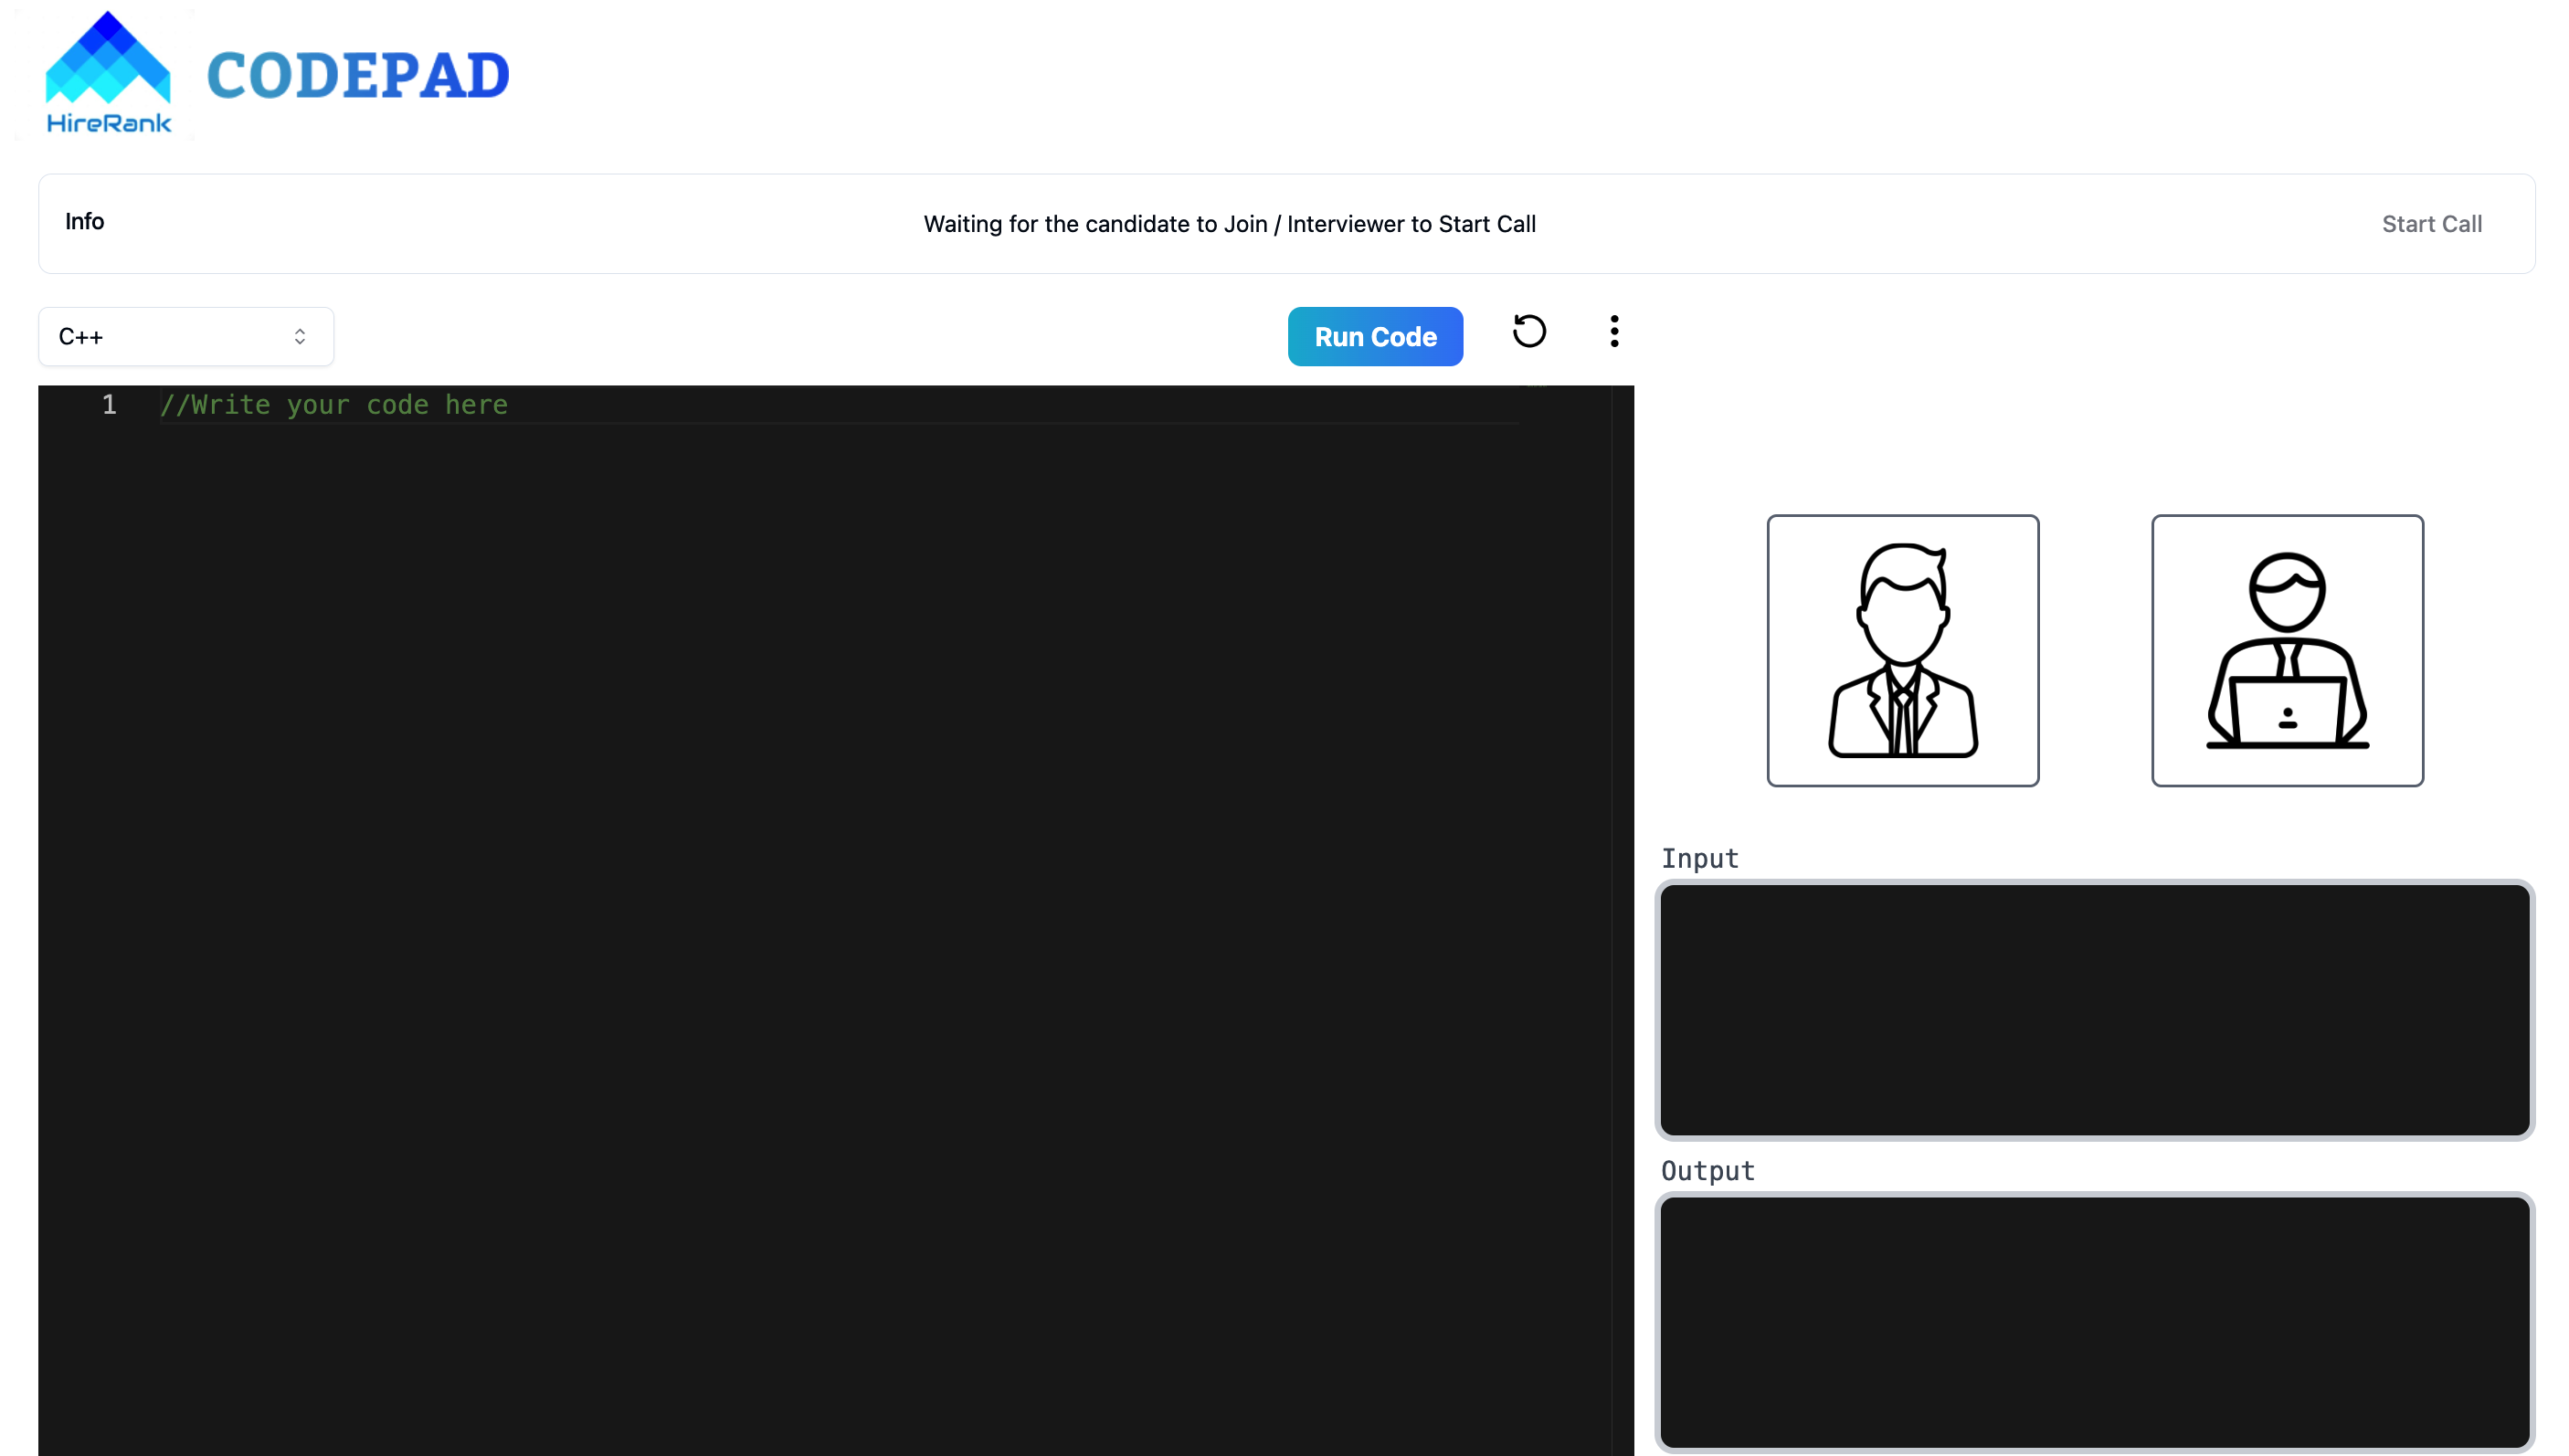 HireRank
CODEPAD
Info
Waiting for the candidate to Join / Interviewer to Start Call
Start Call
C++
Run Code
1
//Write your code here
Input
Output